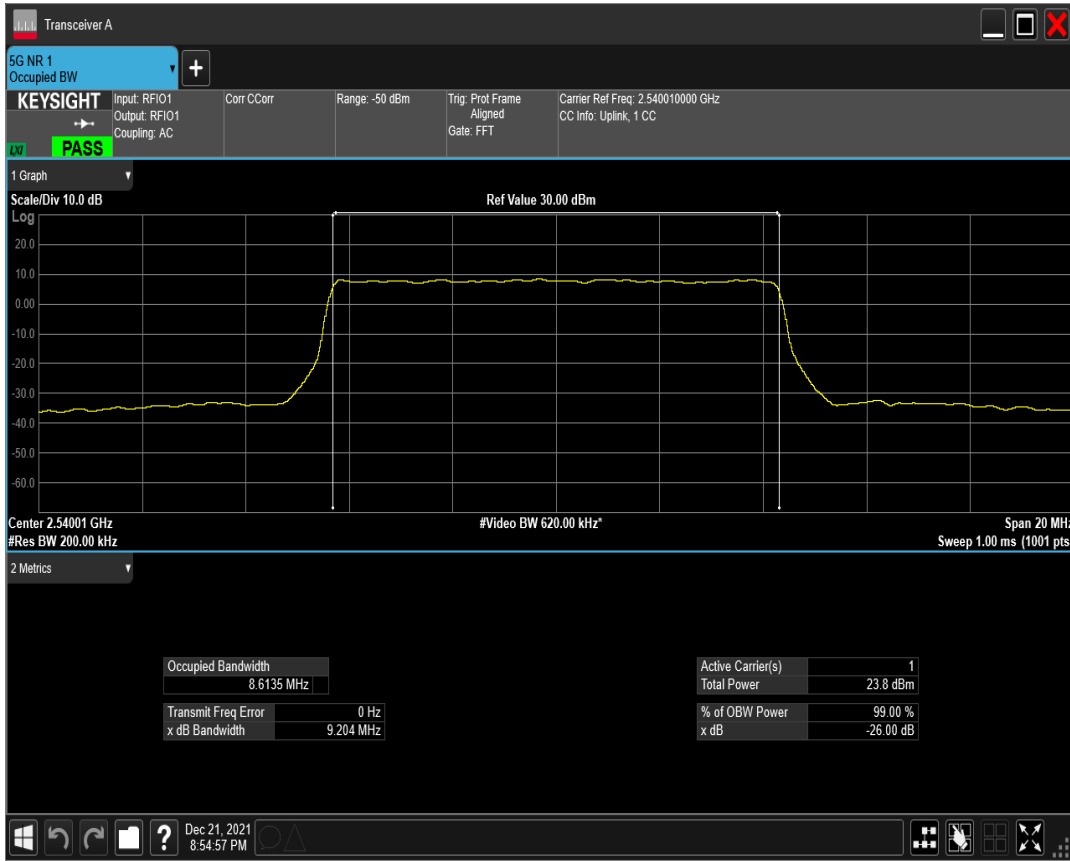 Transceiver A
5G NR 1
Occupied BW
+
KEYSIGHT
LXI
PASS
Input: RFIO1
Output: RFIO1
Coupling: AC
Corr CCorr
Range: -50 dBm
Trig: Prot Frame
Aligned
Gate: FFT
Carrier Ref Freq: 2.540010000 GHz
CC Info: Uplink, 1 CC
1 Graph
Scale/Div 10.0 dB
Ref Value 30.00 dBm
Log
20.0
10.0
0.00
-10.0
-20.0
-30.0
-40.0
-50.0
-60.0
Center 2.54001 GHz
#Video BW 620.00 kHz*
Span 20 MHz
#Res BW 200.00 kHz
Sweep 1.00 ms (1001 pts
2 Metrics
Occupied Bandwidth
8.6135 MHz
Transmit Freq Error 0 Hz
x dB Bandwidth 9.204 MHz
Active Carrier(s) 1
Total Power 23.8 dBm
% of OBW Power 99.00 %
x dB -26.00 dB
?
Dec 21, 2021
8:54:57 PM